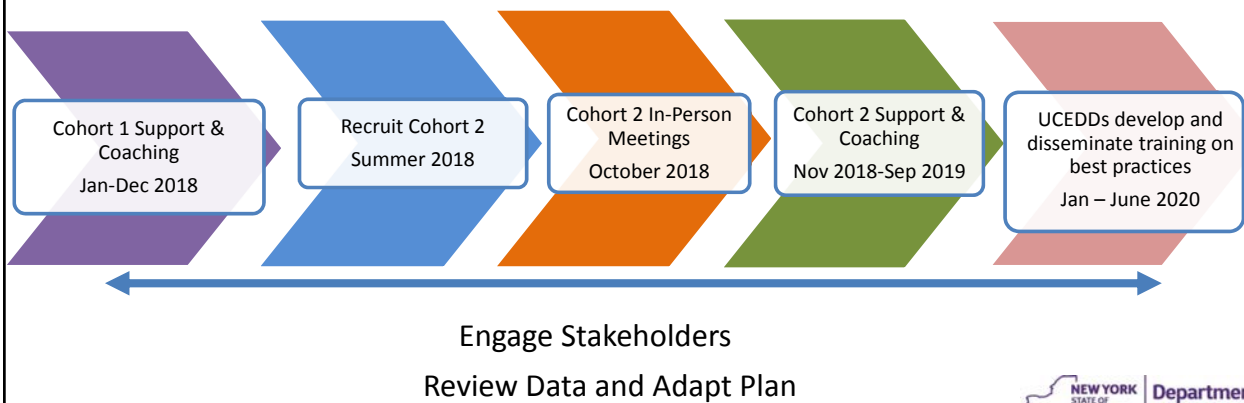 Cohort 1 Support &
Coaching
Jan-Dec 2018
Recruit Cohort 2
Summer 2018
Cohort 2 In-Person
Meetings
October 2018
Cohort 2 Support &
Coaching
Nov 2018-Sep 2019
UCEDDs develop and
disseminate training on
best practices
Jan – June 2020
Engage Stakeholders
Review Data and Adapt Plan
NEW YORK
STATE OF